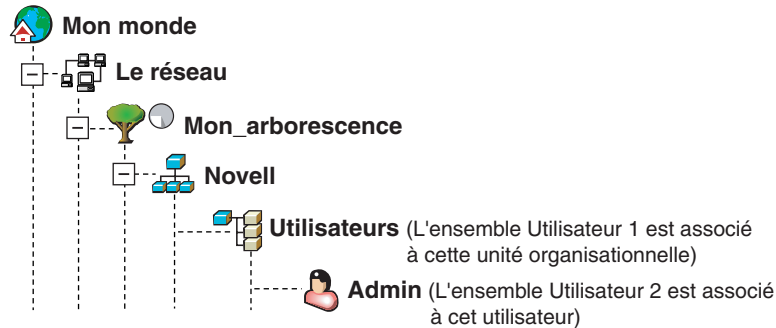 Mon monde
Le réseau
Mon_arborescence
Novell
Utilisateurs (L'ensemble Utilisateur 1 est associé
à cette unité organisationnelle)
Admin (L'ensemble Utilisateur 2 est associé
à cet utilisateur)